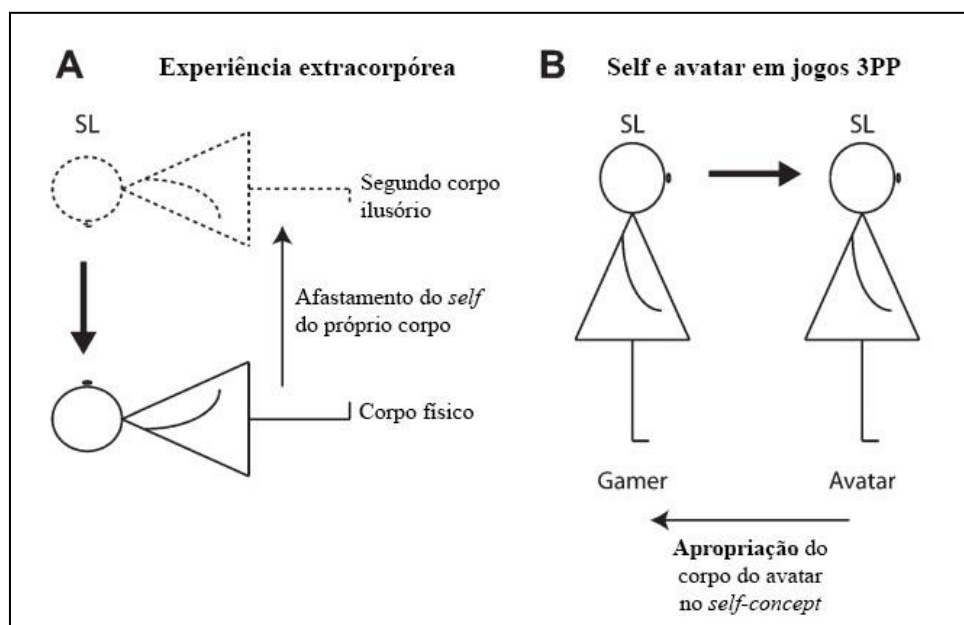 A Experiência extracorpórea
SL
Segundo corpo
ilusório
Afastamento do self
do próprio corpo
Corpo físico
B Self e avatar em jogos 3PP
SL SL
Gamer Avatar
Apropriação do
corpo do avatar
no self-concept